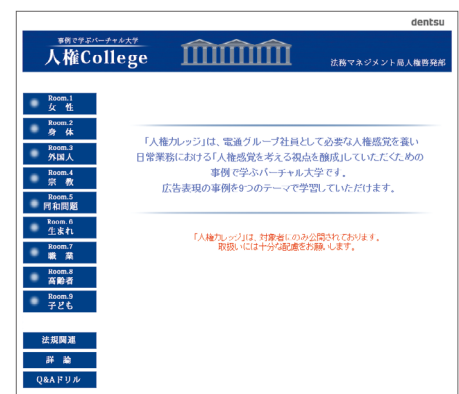 dentsu
事例で学ぶバーチャル大学
人権College
法務マネジメント局人権啓発部
Room.1
女 性
Room.2
身 体
Room.3
外国人
Room.4
宗 教
Room.5
同和問題
Room.6
生まれ
Room.7
職 業
Room.8
高齢者
Room.9
子ども
法規関連
詳 論
Q&Aドリル
「人権カレッジ」は、電通グループ社員として必要な人権感覚を養い
日常業務における「人権感覚を考える視点を醸成」していただくための
事例で学ぶバーチャル大学です。
広告表現の事例を9つのテーマで学習していただけます。
「人権カレッジ」は、対象者にのみ公開されております。
取扱いには十分な配慮をお願いします。